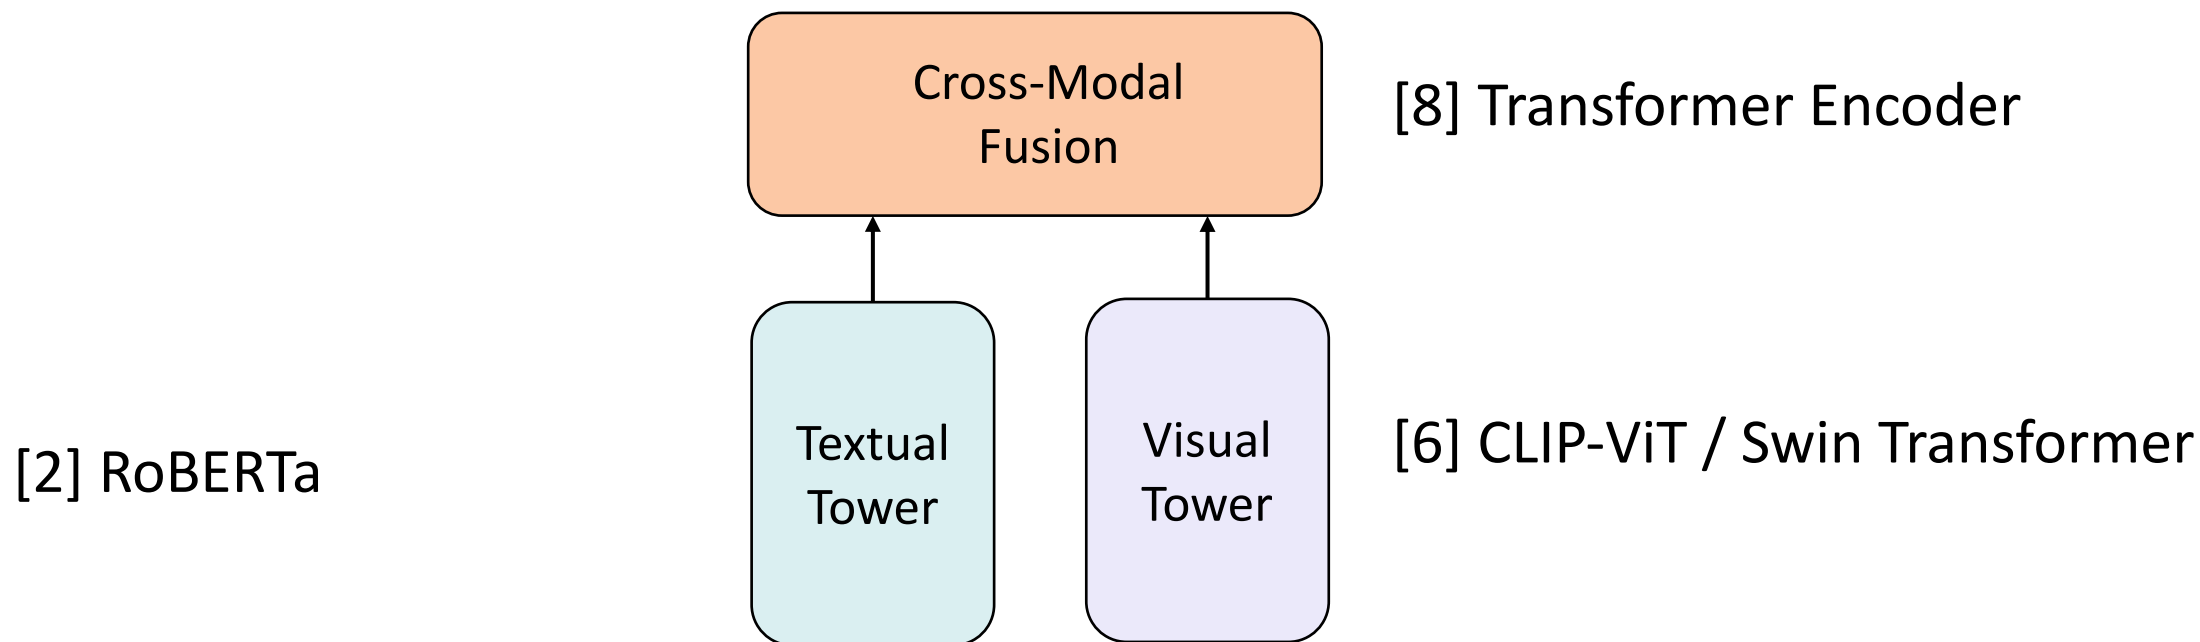 Cross-Modal
Fusion
[8] Transformer Encoder
[2] RoBERTa
Textual
Tower
Visual
Tower
[6] CLIP-ViT / Swin Transformer